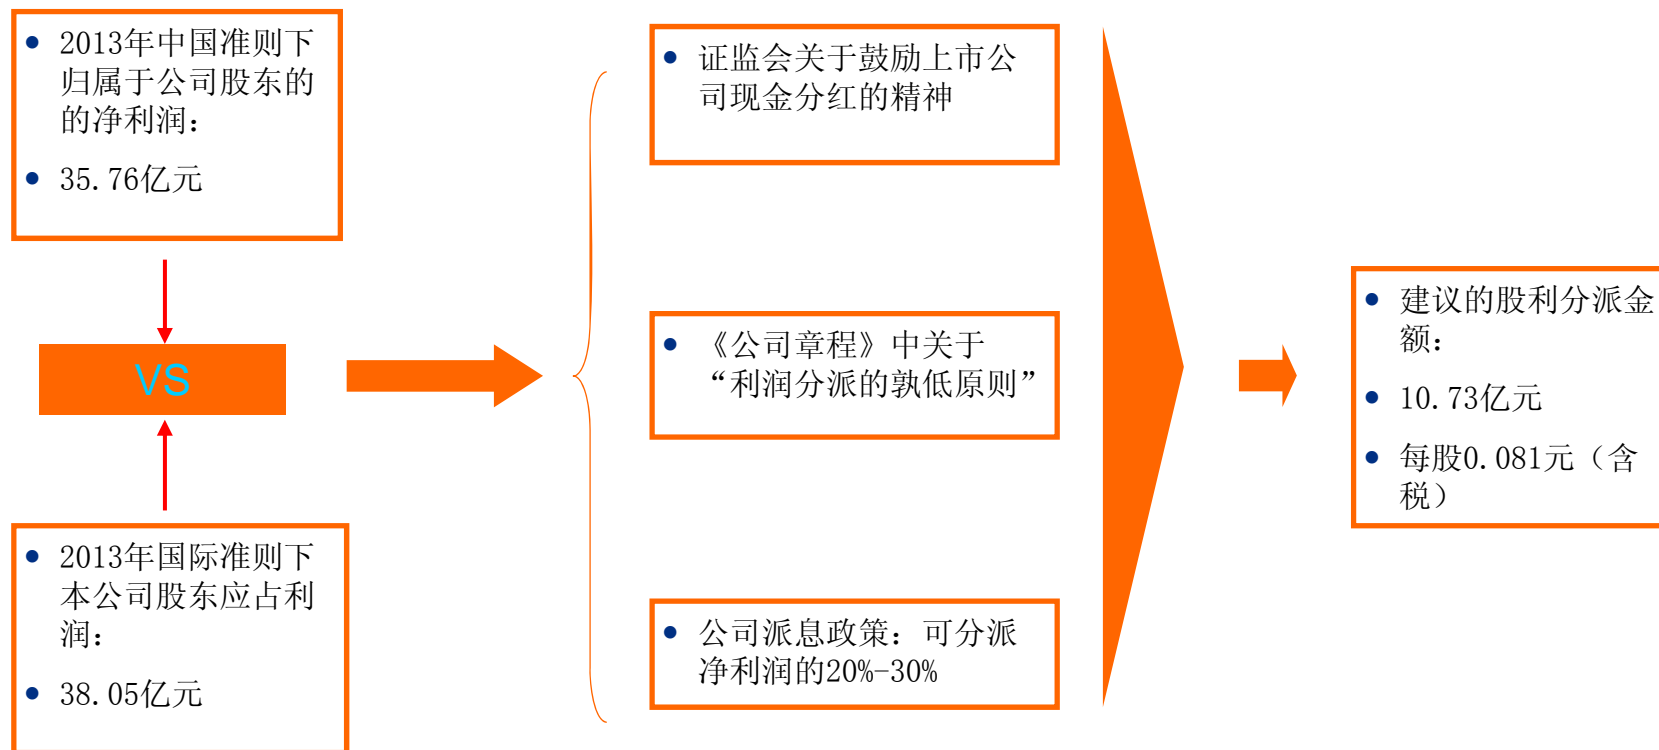 2013年中国准则下
归属于公司股东的
的净利润：
35.76亿元
VS
2013年国际准则下
本公司股东应占利
润：
38.05亿元
证监会关于鼓励上市公
司现金分红的精神
《公司章程》中关于
“利润分派的孰低原则”
公司派息政策：可分派
净利润的20%-30%
建议的股利分派金
额：
10.73亿元
每股0.081元（含
税）